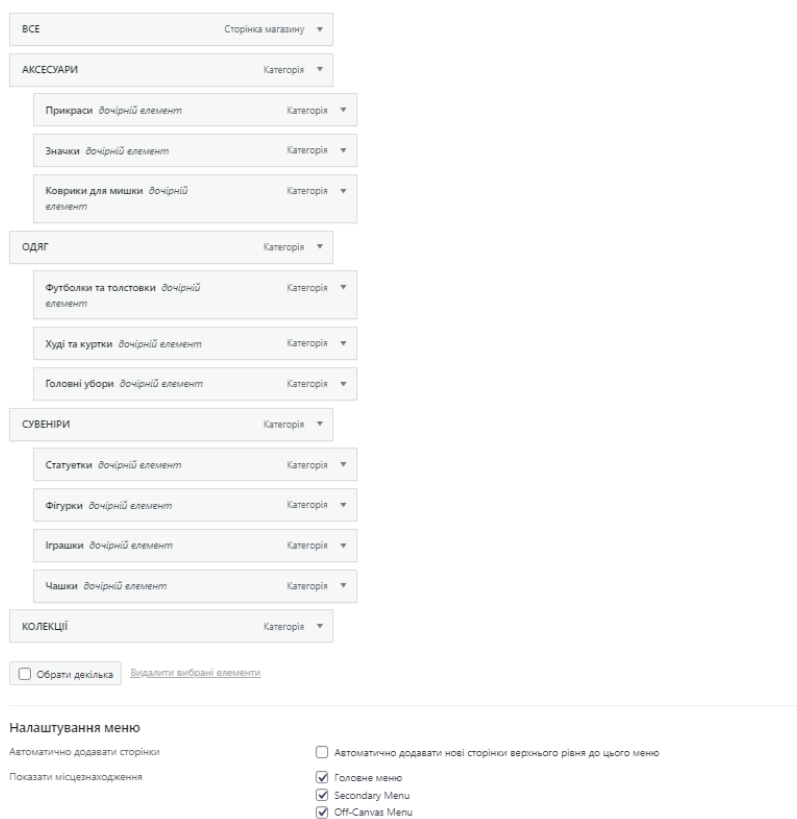 ВСЕ Сторінка магазину
АКСЕСУАРИ Категорія
Прикраси дочірній елемент Категорія
Значки дочірній елемент Категорія
Коврики для мишки дочірній Категорія
елемент
ОДЯГ Категорія
Футболки та толстовки дочірній Категорія
елемент
Худі та куртки дочірній елемент Категорія
Головні убори дочірній елемент Категорія
СУВЕНІРИ Категорія
Статуетки дочірній елемент Категорія
Фігурки дочірній елемент Категорія
Іграшки дочірній елемент Категорія
Чашки дочірній елемент Категорія
КОЛЕКЦІЇ Категорія
Обрати декілька Видалити вибрані елементи
Налаштування меню
Автоматично додавати сторінки Автоматично додавати нові сторінки верхнього рівня до цього меню
Показати місцезнаходження Головне меню
Secondary Menu
Off-Canvas Menu